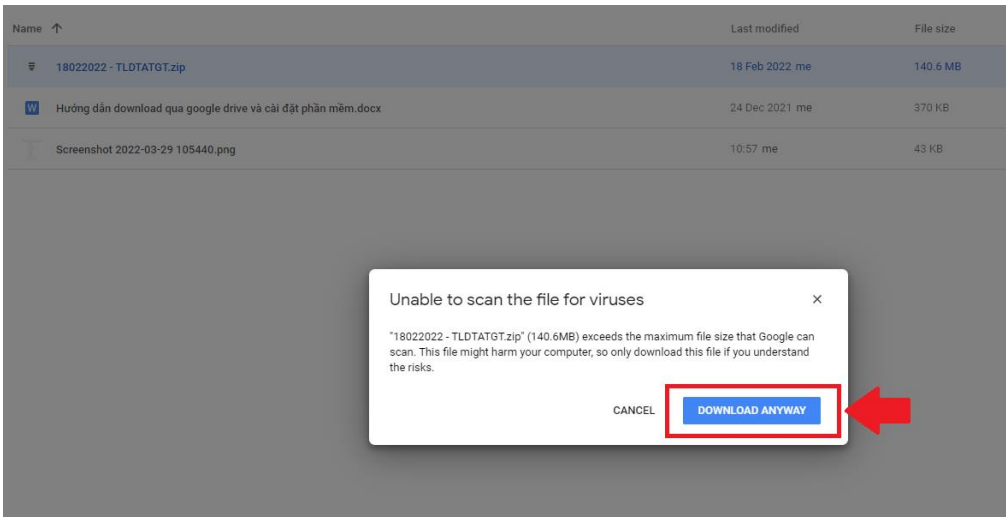 Name ↑ Last modified File size
18022022 - TLDTATGT.zip 18 Feb 2022 me 140.6 MB
W Hướng dẫn download qua google drive và cài đặt phần mềm.docx 24 Dec 2021 me 370 KB
Screenshot 2022-03-29 105440.png 10:57 me 43 KB
Unable to scan the file for viruses ×
"18022022 - TLDTATGT.zip" (140.6MB) exceeds the maximum file size that Google can
scan. This file might harm your computer, so only download this file if you understand
the risks.
CANCEL DOWNLOAD ANYWAY